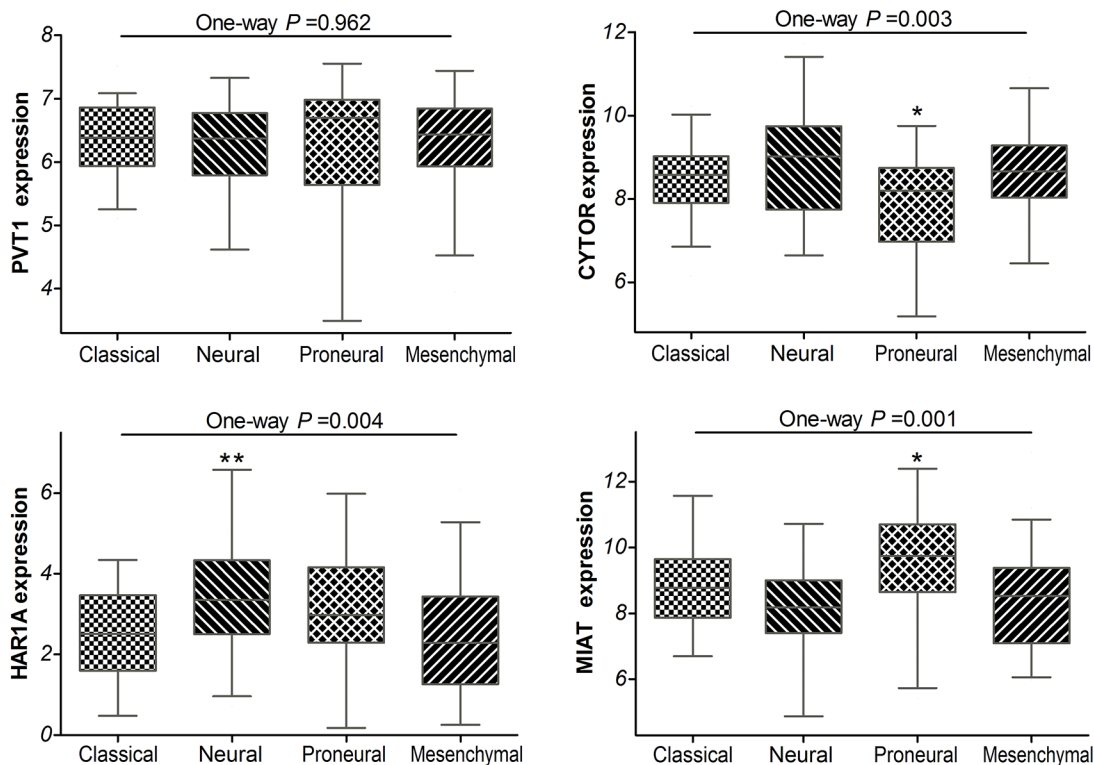 One-way P =0.962
8
7
6
5
4
PVT1 expression
Classical Neural Proneural Mesenchymal
One-way P =0.003
12
10
8
6
CYTOR expression
*
Classical Neural Proneural Mesenchymal
One-way P =0.004
6
4
2
0
HAR1A expression
**
Classical Neural Proneural Mesenchymal
One-way P =0.001
12
10
8
6
MIAT expression
*
Classical Neural Proneural Mesenchymal